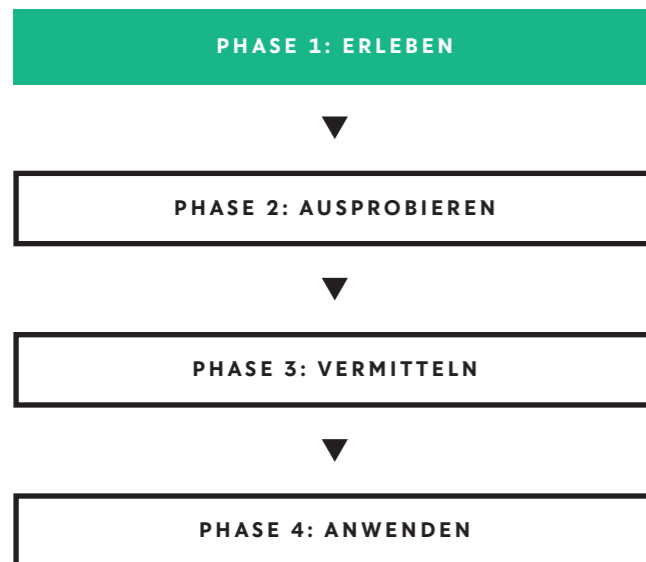 PHASE 1: ERLEBEN
PHASE 2: AUSPROBIEREN
PHASE 3: VERMITTELN
PHASE 4: ANWENDEN